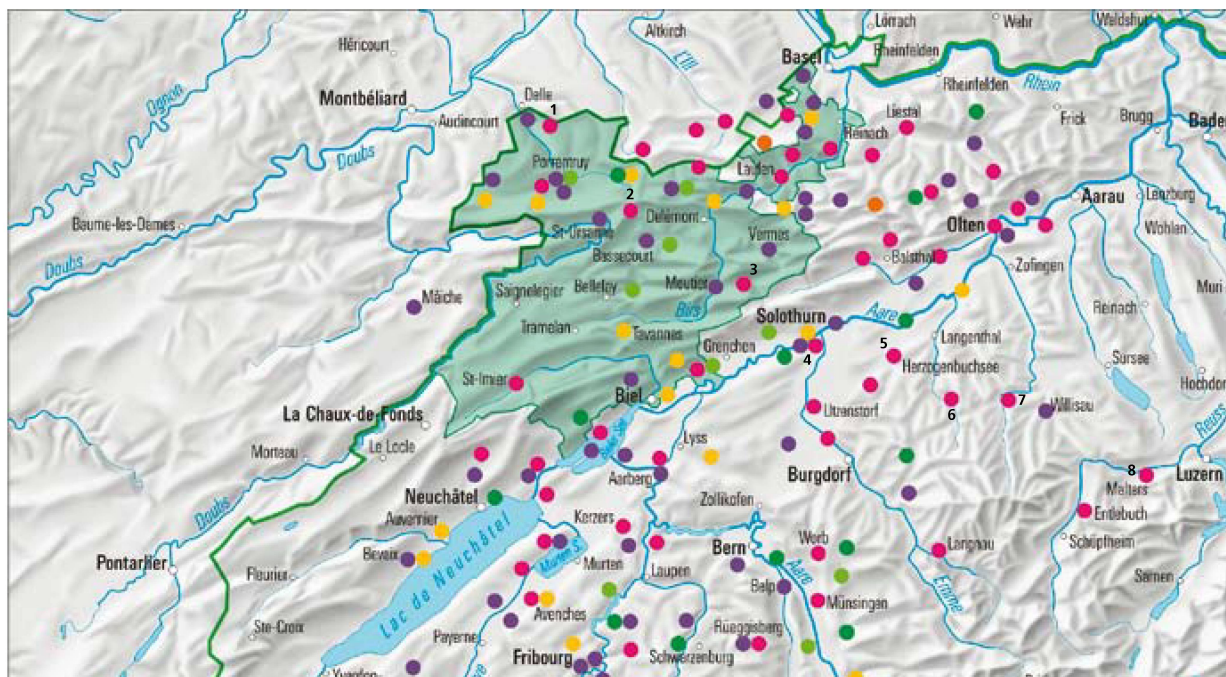 Altkirch
Lörrach
Wehr
Waldshut
Héricourt
L'Ill
Basel
Rheinfelden
Ognon
Montbéliard
Delle
1
Rheinfelden
Rhein
Frick
Audincourt
Liestal
Brugg
Baden
Reinach
Doubs
Porrentruy
Laufen
2
Aarau
Lenzburg
Baume-les-Dames
Delémont
Olten
Wohlen
St-Ursanne
Vermes
Doubs
Bassecourt
Balsthal
Zofingen
3
Maîche
Saignelegier
Bellelay
Moutier
Muri
Reinach
Birs
Solothurn
Aare
Tramelan
Tavannes
Langenthal
Grenchen
4
5
Herzogenbuchsee
Sursee
St-Imier
Hochdorf
Biel
7
La Chaux-de-Fonds
Utzenstorf
6
Willisau
Reuss
Morteau
Le Locle
Lyss
Burgdorf
8
Luzern
Aarberg
Malters
Neuchâtel
Zollikofen
Doubs
Auvernier
Kerzers
Entlebuch
Schüpfheim
Pontarlier
Bevaix
Murten S.
Murten
Bern
Worb
Langnau
Fleurier
Laupen
Aare
Sarnen
Lac de Neuchâtel
Belp
Emme
Avenches
Münsingen
Ste-Croix
Payerne
Rüeggisberg
Fribourg
Schwarzenburg
Yverdon